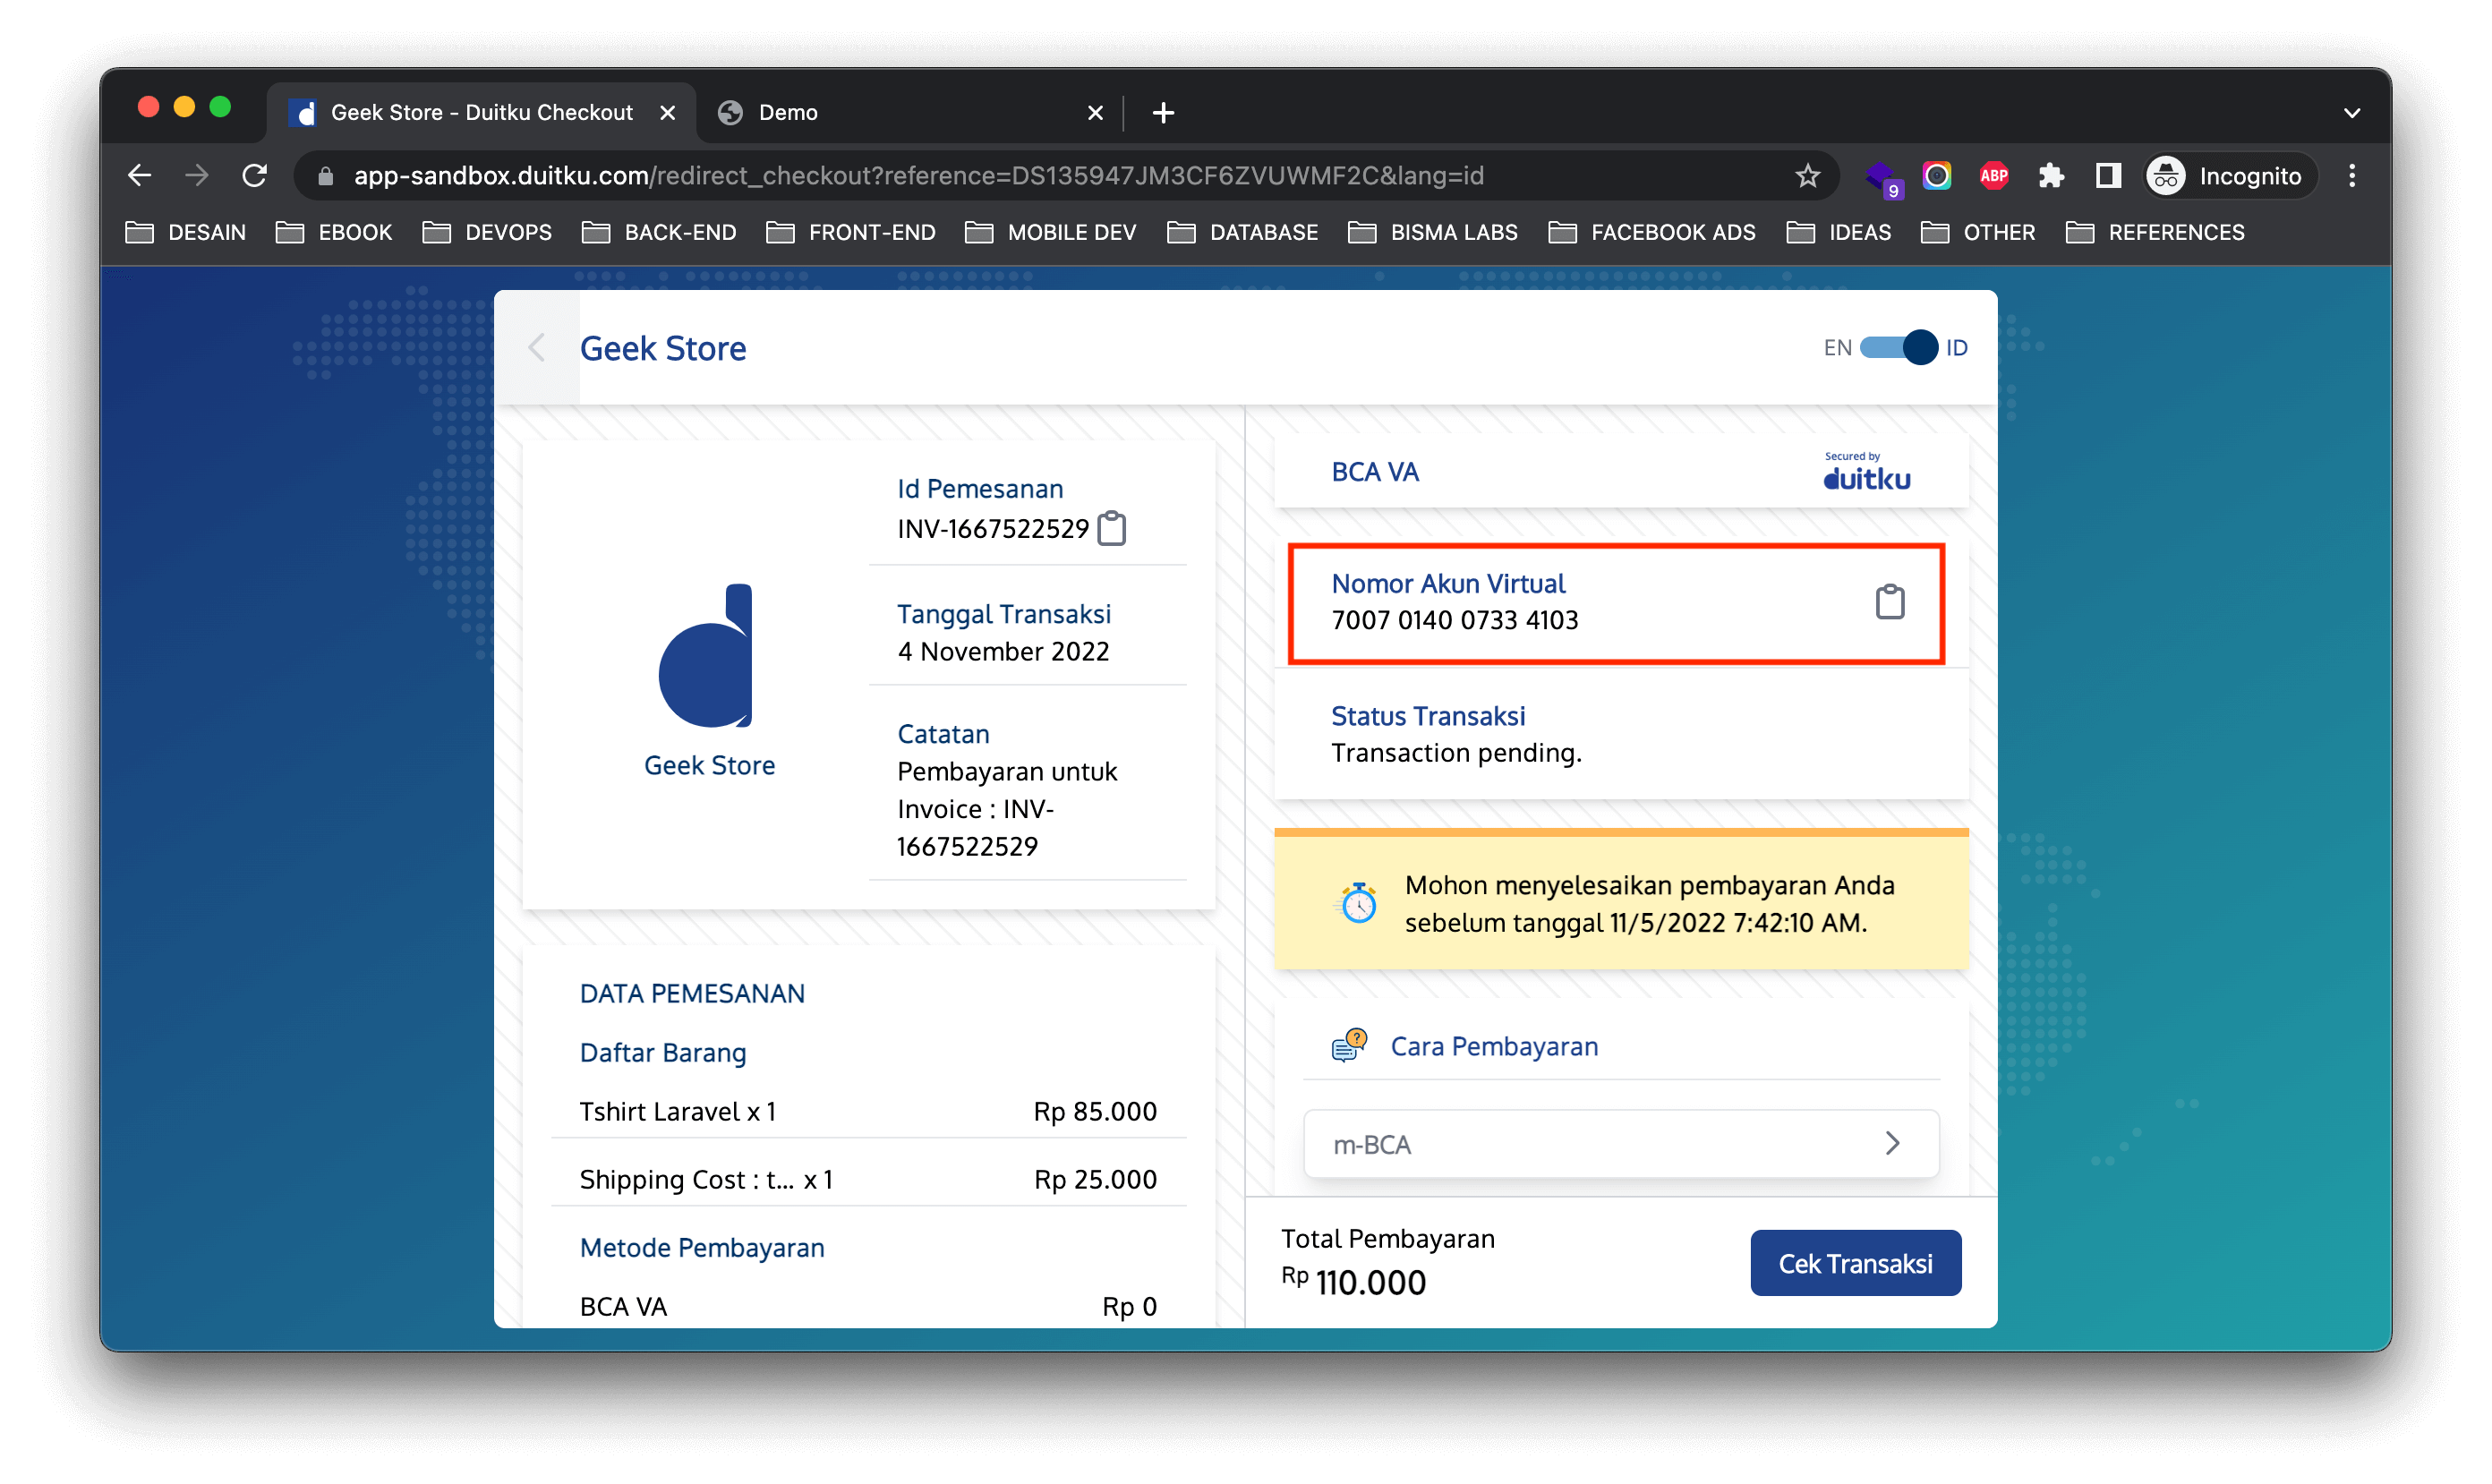 Geek Store - Duitku Checkout
Demo
app-sandbox.duitku.com/redirect_checkout?reference=DS135947JM3CF6ZVUWMF2C&lang=id
9
ABP
Incognito
DESAIN
EBOOK
DEVOPS
BACK-END
FRONT-END
MOBILE DEV
DATABASE
BISMA LABS
FACEBOOK ADS
IDEAS
OTHER
REFERENCES
Geek Store
EN
ID
Geek Store
Id Pemesanan
INV-1667522529
Tanggal Transaksi
4 November 2022
Catatan
Pembayaran untuk
Invoice : INV-
1667522529
DATA PEMESANAN
Daftar Barang
Tshirt Laravel x 1 Rp 85.000
Shipping Cost : t... x 1 Rp 25.000
Metode Pembayaran
BCA VA Rp 0
BCA VA
Secured by
duitku
Nomor Akun Virtual
7007 0140 0733 4103
Status Transaksi
Transaction pending.
Mohon menyelesaikan pembayaran Anda
sebelum tanggal 11/5/2022 7:42:10 AM.
?
Cara Pembayaran
m-BCA
Total Pembayaran
Rp 110.000
Cek Transaksi